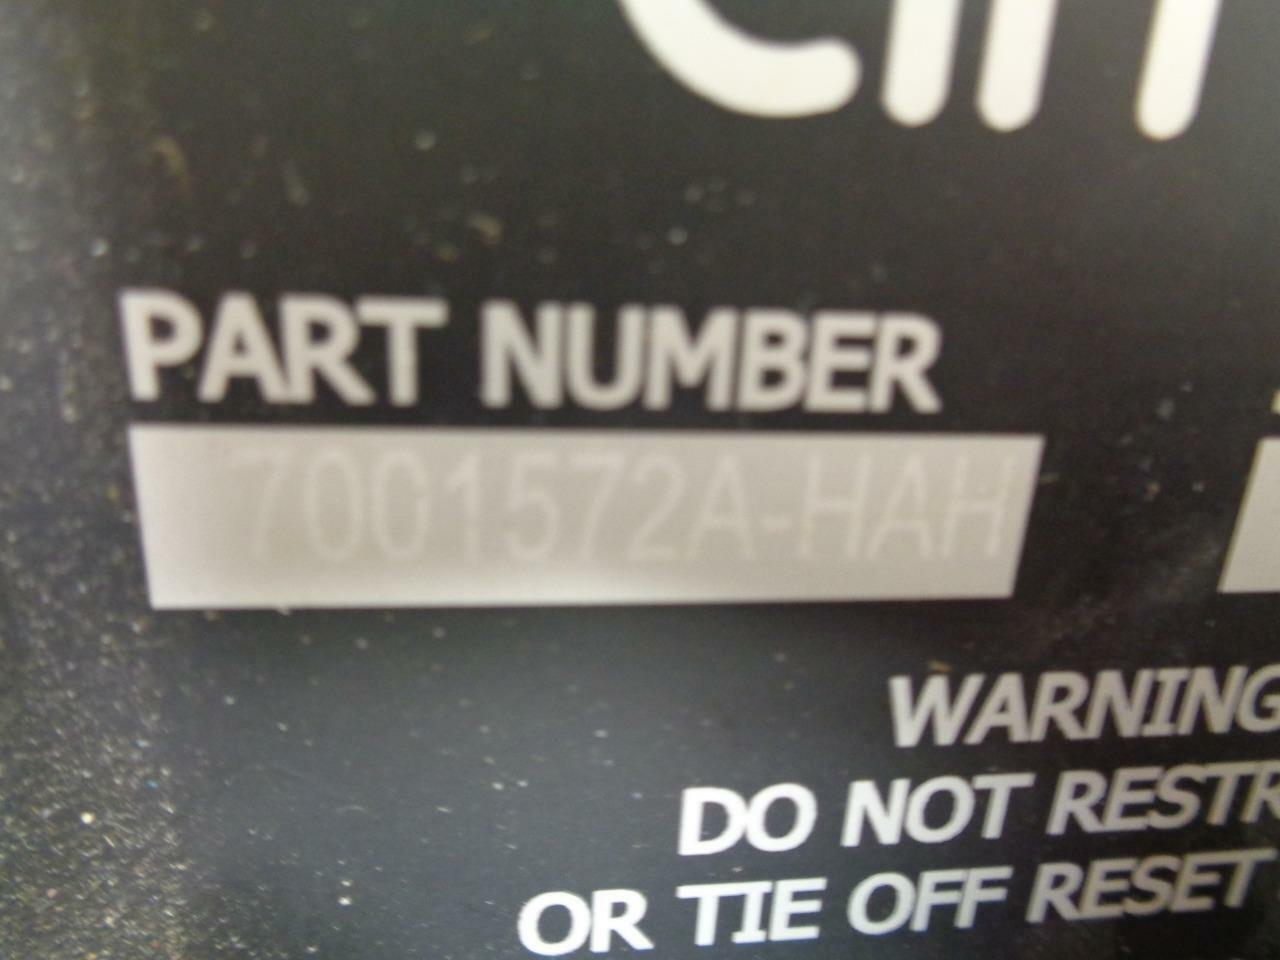 PART NUMBER
7001572A-HAH
WARNING
DO NOT RESTR
OR TIE OFF RESET